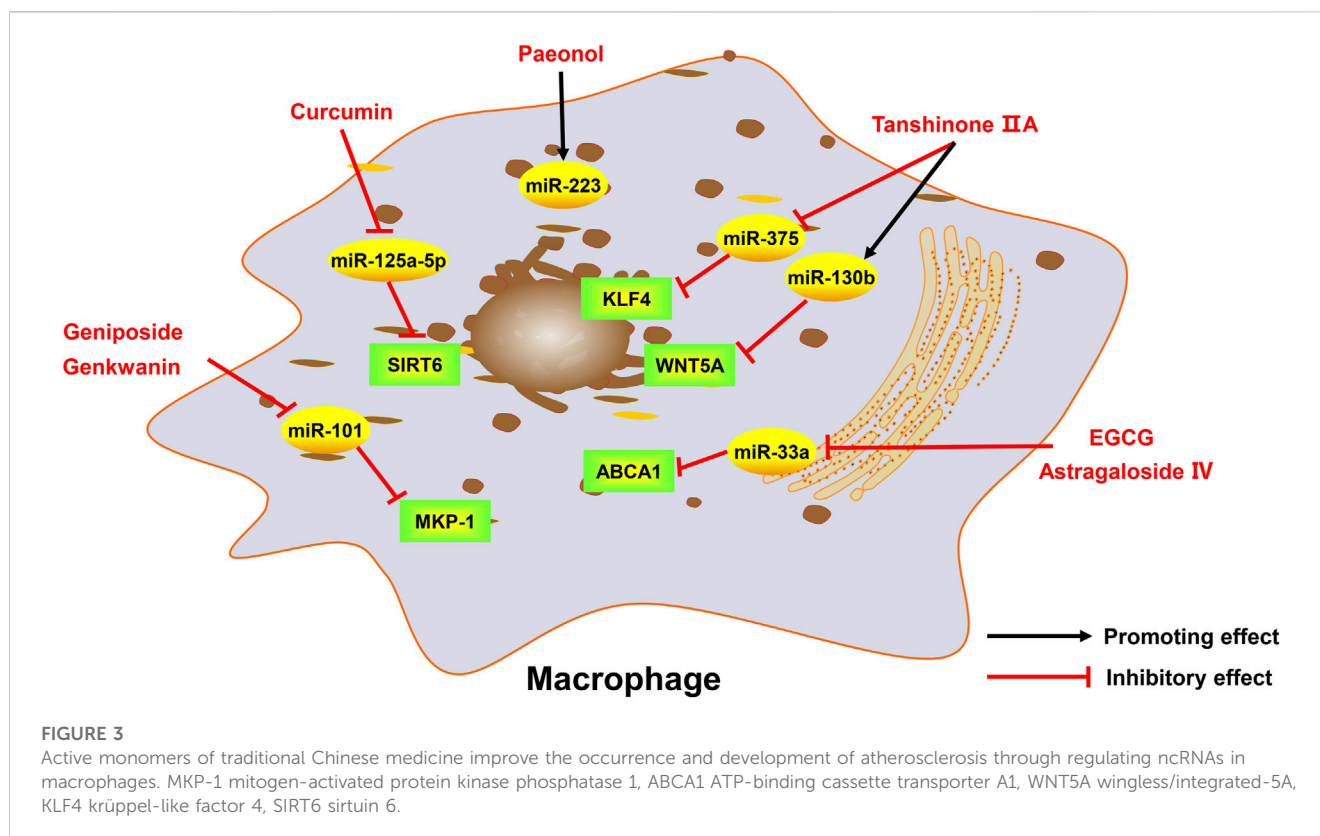 Paeonol
Curcumin
Tanshinone ⅡA
miR-223
miR-375
miR-125a-5p
miR-130b
KLF4
Geniposide
Genkwanin
SIRT6
WNT5A
miR-101
EGCG
Astragaloside Ⅳ
miR-33a
ABCA1
MKP-1
Promoting effect
Macrophage
Inhibitory effect
FIGURE 3
Active monomers of traditional Chinese medicine improve the occurrence and development of atherosclerosis through regulating ncRNAs in
macrophages. MKP-1 mitogen-activated protein kinase phosphatase 1, ABCA1 ATP-binding cassette transporter A1, WNT5A wingless/integrated-5A,
KLF4 krüppel-like factor 4, SIRT6 sirtuin 6.